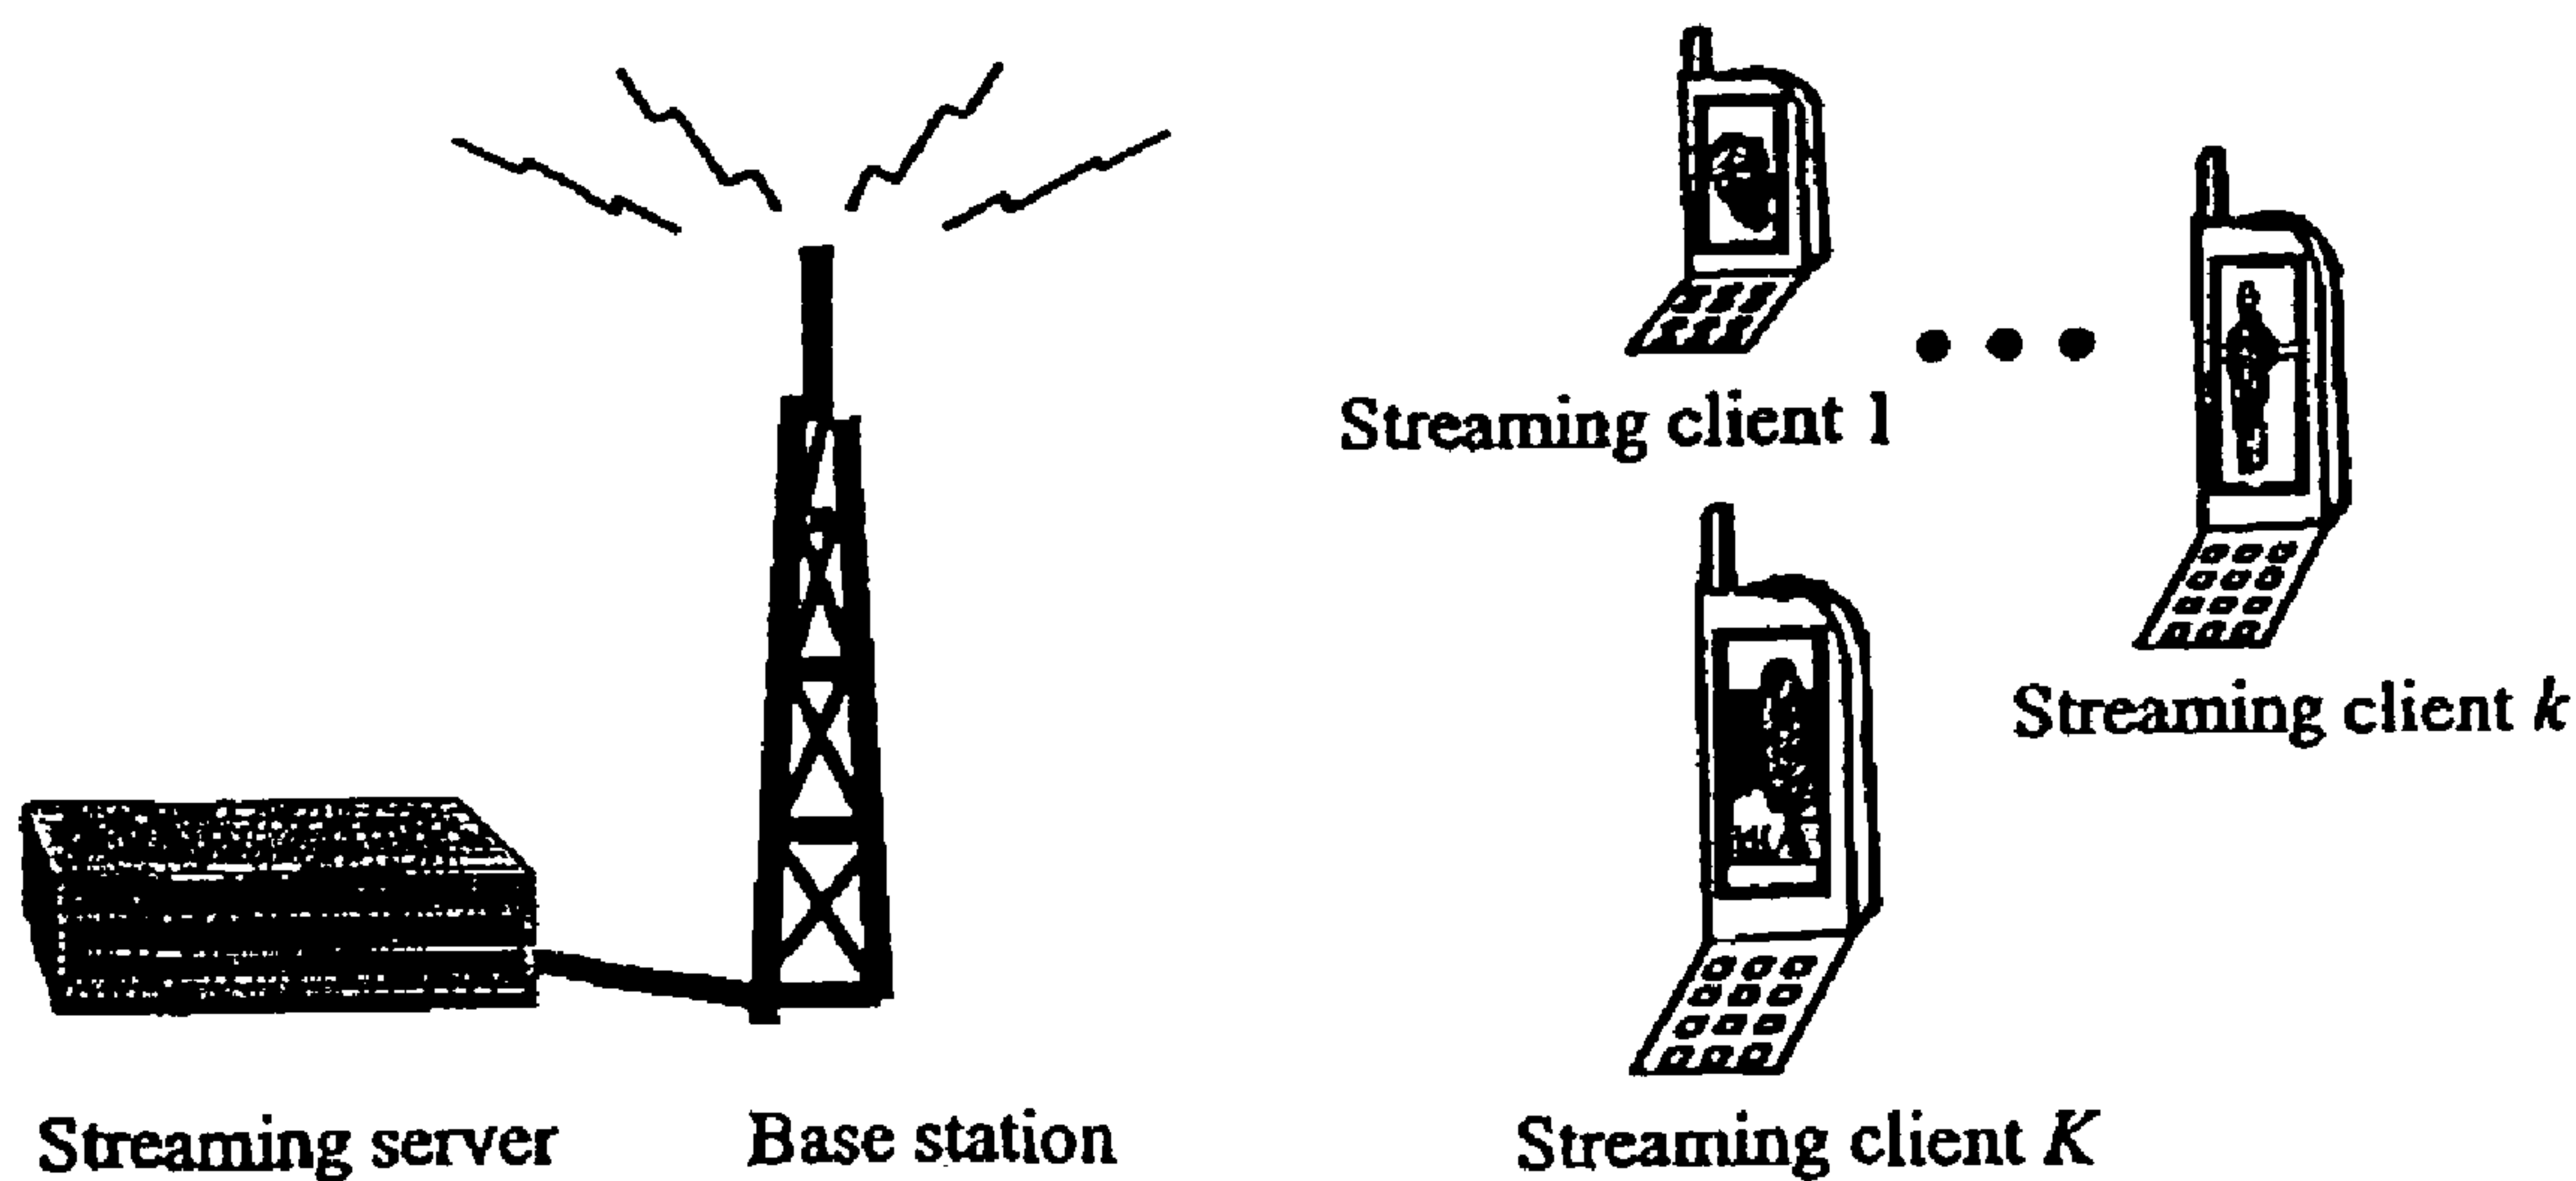 Streaming client 1
Streaming client k
Streaming server
Base station
Streaming client K